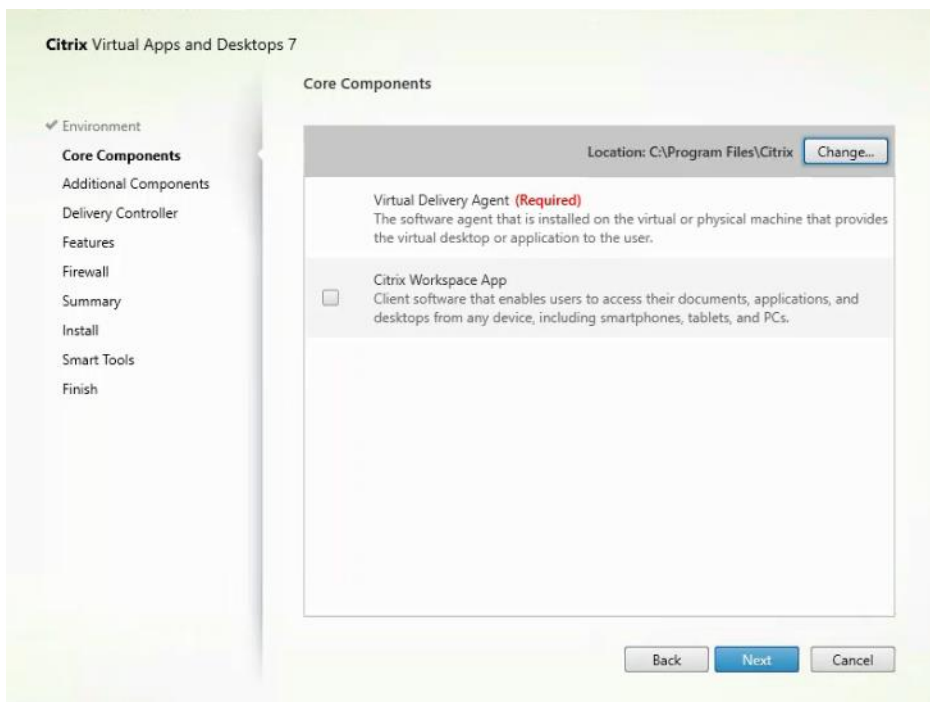 Citrix Virtual Apps and Desktops 7
Core Components
Environment
Core Components
Additional Components
Delivery Controller
Features
Firewall
Summary
Install
Smart Tools
Finish
Location: C:\Program Files\Citrix Change...
Virtual Delivery Agent (Required)
The software agent that is installed on the virtual or physical machine that provides
the virtual desktop or application to the user.
Citrix Workspace App
Client software that enables users to access their documents, applications, and
desktops from any device, including smartphones, tablets, and PCs.
Back Next Cancel